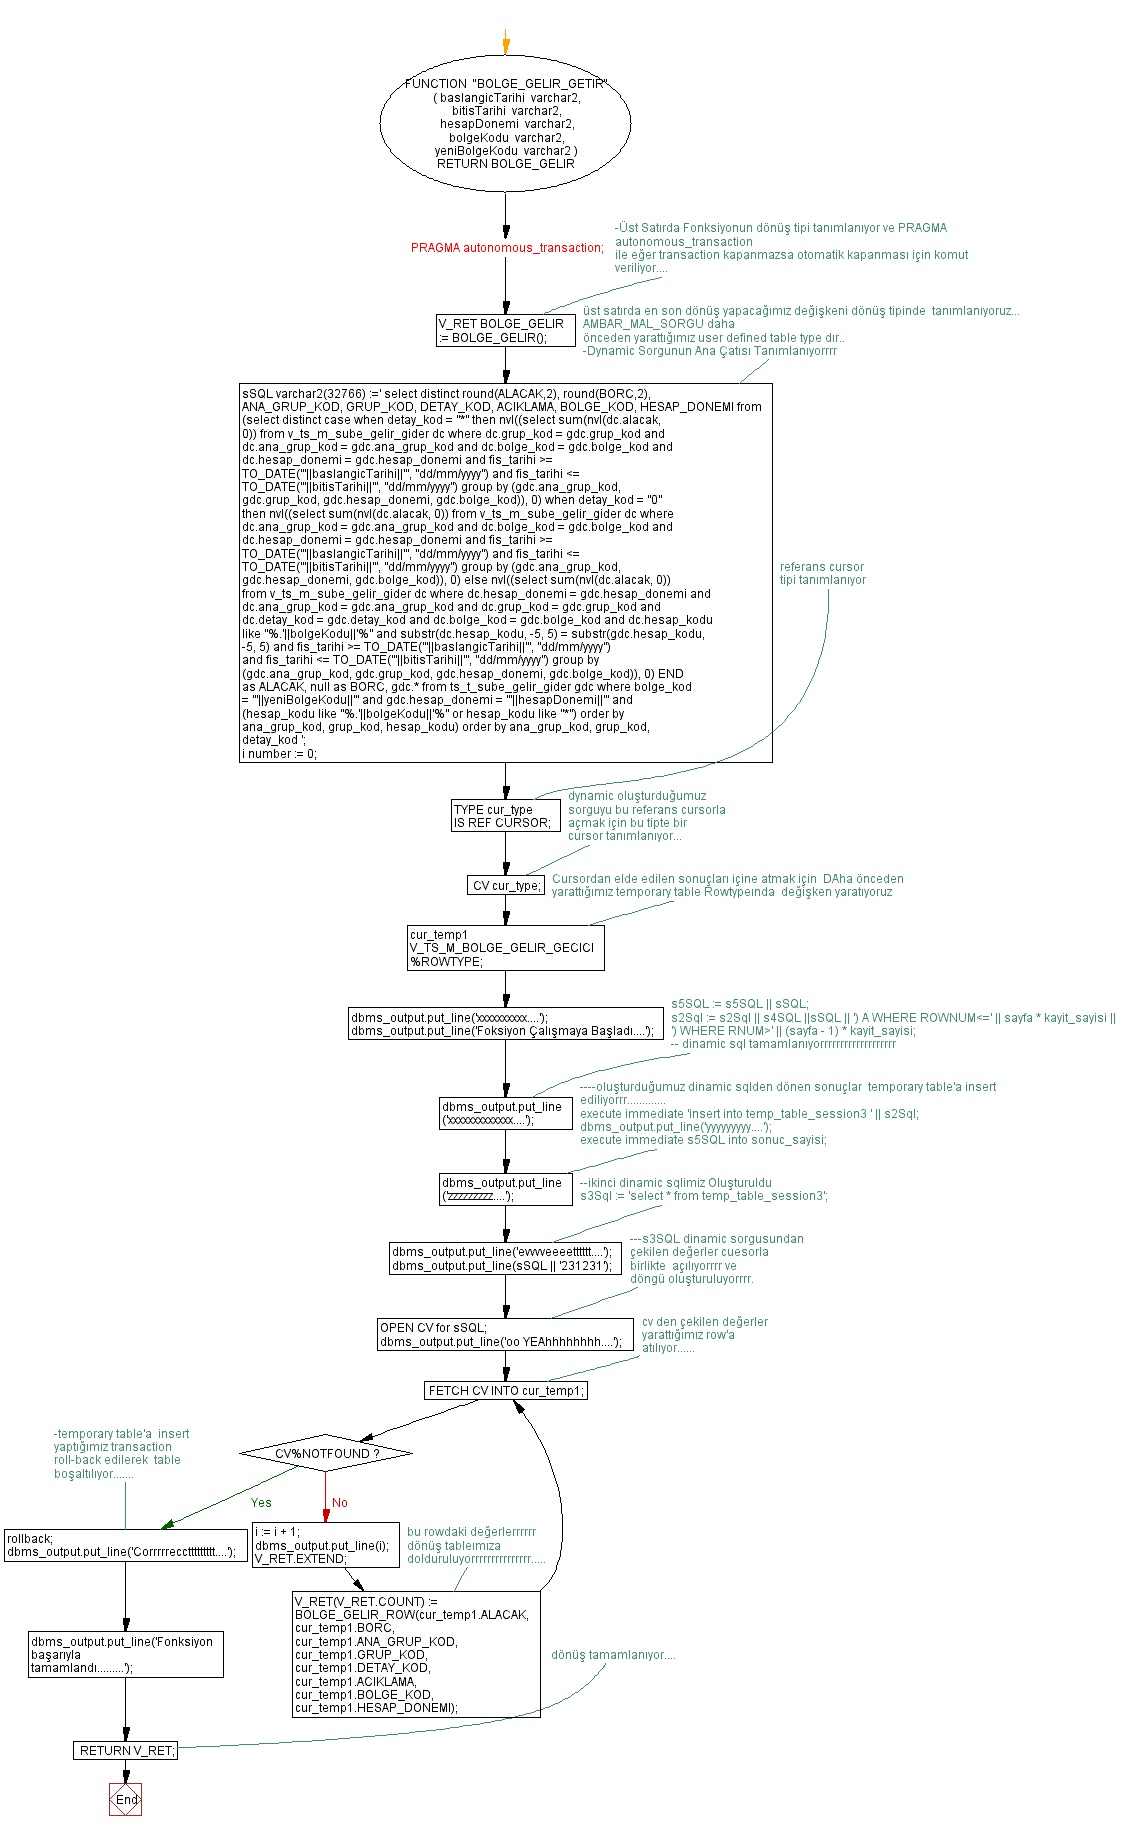 FUNCTION "BOLGE_GELIR_GETIR"
( baslangicTarihi varchar2,
bitisTarihi varchar2,
hesapDonemi varchar2,
bolgeKodu varchar2,
yeniBolgeKodu varchar2 )
RETURN BOLGE_GELIR
PRAGMA autonomous_transaction;
-Üst Satırda Fonksiyonun dönüş tipi tanımlanıyor ve PRAGMA
autonomous_transaction
ile eğer transaction kapanmazsa otomatik kapanması için komut
veriliyor....
V_RET BOLGE_GELIR
:= BOLGE_GELIR();
üst satırda en son dönüş yapacağımız değişkeni dönüş tipinde tanımlanıyoruz...
AMBAR_MAL_SORGU daha
önceden yarattığımız user defined table type dır..
-Dynamic Sorgunun Ana Çatısı Tanımlanıyorrrr
sSQL varchar2(32766) :=' select distinct round(ALACAK,2), round(BORC,2),
ANA_GRUP_KOD, GRUP_KOD, DETAY_KOD, ACIKLAMA, BOLGE_KOD, HESAP_DONEMI from
(select distinct case when detay_kod = ''*'' then nvl((select sum(nvl(dc.alacak,
0)) from v_ts_m_sube_gelir_gider dc where dc.grup_kod = gdc.grup_kod and
dc.ana_grup_kod = gdc.ana_grup_kod and dc.bolge_kod = gdc.bolge_kod and
dc.hesap_donemi = gdc.hesap_donemi and fis_tarihi >=
TO_DATE('''||baslangicTarihi||''', ''dd/mm/yyyy'') and fis_tarihi <=
TO_DATE('''||bitisTarihi||''', ''dd/mm/yyyy'') group by (gdc.ana_grup_kod,
gdc.grup_kod, gdc.hesap_donemi, gdc.bolge_kod)), 0) when detay_kod = ''0''
then nvl((select sum(nvl(dc.alacak, 0)) from v_ts_m_sube_gelir_gider dc where
dc.ana_grup_kod = gdc.ana_grup_kod and dc.bolge_kod = gdc.bolge_kod and
dc.hesap_donemi = gdc.hesap_donemi and fis_tarihi >=
TO_DATE('''||baslangicTarihi||''', ''dd/mm/yyyy'') and fis_tarihi <=
TO_DATE('''||bitisTarihi||''', ''dd/mm/yyyy'') group by (gdc.ana_grup_kod,
gdc.hesap_donemi, gdc.bolge_kod)), 0) else nvl((select sum(nvl(dc.alacak, 0))
from v_ts_m_sube_gelir_gider dc where dc.hesap_donemi = gdc.hesap_donemi and
dc.ana_grup_kod = gdc.ana_grup_kod and dc.grup_kod = gdc.grup_kod and
dc.detay_kod = gdc.detay_kod and dc.bolge_kod = gdc.bolge_kod and dc.hesap_kodu
like ''%.'||bolgeKodu||'%'' and substr(dc.hesap_kodu, -5, 5) = substr(gdc.hesap_kodu,
-5, 5) and fis_tarihi >= TO_DATE('''||baslangicTarihi||''', ''dd/mm/yyyy'')
and fis_tarihi <= TO_DATE('''||bitisTarihi||''', ''dd/mm/yyyy'') group by
(gdc.ana_grup_kod, gdc.grup_kod, gdc.hesap_donemi, gdc.bolge_kod)), 0) END
as ALACAK, null as BORC, gdc.* from ts_t_sube_gelir_gider gdc where bolge_kod
= '''||yeniBolgeKodu||''' and gdc.hesap_donemi = '''||hesapDonemi||''' and
(hesap_kodu like ''%.'||bolgeKodu||'%'' or hesap_kodu like ''*'') order by
ana_grup_kod, grup_kod, hesap_kodu) order by ana_grup_kod, grup_kod,
detay_kod ';
i number := 0;
referans cursor
tipi tanımlanıyor
TYPE cur_type
IS REF CURSOR;
dynamic oluşturduğumuz
sorguyu bu referans cursorla
açmak için bu tipte bir
cursor tanımlanıyor...
CV cur_type;
Cursordan elde edilen sonuçları içine atmak için DAha önceden
yarattığımız temporary table Rowtypeında değişken yaratıyoruz
cur_temp1
V_TS_M_BOLGE_GELIR_GECICI
%ROWTYPE;
dbms_output.put_line('xxxxxxxxxx....');
dbms_output.put_line('Foksiyon Çalışmaya Başladı....');
s5SQL := s5SQL || sSQL;
s2Sql := s2Sql || s4SQL ||sSQL || ') A WHERE ROWNUM<=' || sayfa * kayit_sayisi ||
') WHERE RNUM>' || (sayfa - 1) * kayit_sayisi;
-- dinamic sql tamamlanıyorrrrrrrrrrrrrrrrrrr
dbms_output.put_line
('xxxxxxxxxxxxx....');
----oluşturduğumuz dinamic sqlden dönen sonuçlar temporary table'a insert
ediliyorrr.............
execute immediate 'insert into temp_table_session3 ' || s2Sql;
dbms_output.put_line('yyyyyyyyy....');
execute immediate s5SQL into sonuc_sayisi;
dbms_output.put_line
('zzzzzzzzz....');
--ikinci dinamic sqlimiz Oluşturuldu
s3Sql := 'select * from temp_table_session3';
dbms_output.put_line('evvvveeeettttttt....');
dbms_output.put_line(sSQL || '231231');
---s3SQL dinamic sorgusundan
çekilen değerler cuesorla
birlikte açılıyorrrr ve
döngü oluşturuluyorrrr.
OPEN CV for sSQL;
dbms_output.put_line('oo YEAhhhhhhhh....');
cv den çekilen değerler
yarattığımız row'a
atılıyor......
FETCH CV INTO cur_temp1;
-temporary table'a insert
yaptığımız transaction
roll-back edilerek table
boşaltılıyor.......
CV%NOTFOUND ?
Yes
No
rollback;
dbms_output.put_line('Corrrrrecctttttttttt....');
i := i + 1;
dbms_output.put_line(i);
V_RET.EXTEND;
bu rowdaki değerlerrrrrr
dönüş tableımıza
dolduruluyorrrrrrrrrrrrrrr.....
V_RET(V_RET.COUNT) :=
BOLGE_GELIR_ROW(cur_temp1.ALACAK,
cur_temp1.BORC,
cur_temp1.ANA_GRUP_KOD,
cur_temp1.GRUP_KOD,
cur_temp1.DETAY_KOD,
cur_temp1.ACIKLAMA,
cur_temp1.BOLGE_KOD,
cur_temp1.HESAP_DONEMI);
dbms_output.put_line('Fonksiyon
başarıyla
tamamlandı.........');
dönüş tamamlanıyor....
RETURN V_RET;
End